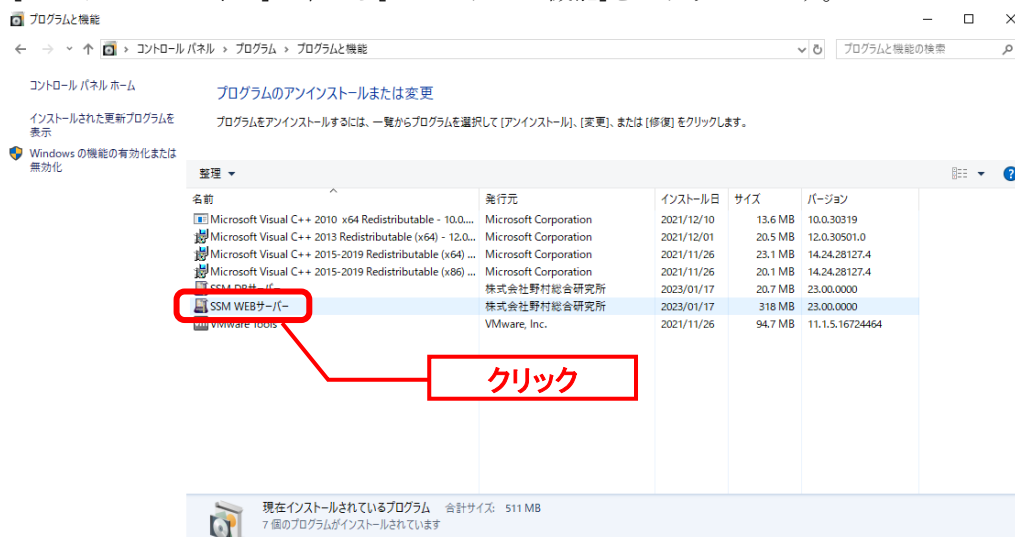 プログラムと機能
コントロール パネル › プログラム › プログラムと機能
プログラムと機能の検索
コントロール パネル ホーム
インストールされた更新プログラムを
表示
Windows の機能の有効化または
無効化
プログラムのアンインストールまたは変更
プログラムをアンインストールするには、一覧からプログラムを選択して [アンインストール]、[変更]、または [修復] をクリックします。
整理
名前 発行元 インストール日 サイズ バージョン
Microsoft Visual C++ 2010 x64 Redistributable - 10.0.... Microsoft Corporation 2021/12/10 13.6 MB 10.0.30319
Microsoft Visual C++ 2013 Redistributable (x64) - 12.0... Microsoft Corporation 2021/12/01 20.5 MB 12.0.30501.0
Microsoft Visual C++ 2015-2019 Redistributable (x64) ... Microsoft Corporation 2021/11/26 23.1 MB 14.24.28127.4
Microsoft Visual C++ 2015-2019 Redistributable (x86) ... Microsoft Corporation 2021/11/26 20.1 MB 14.24.28127.4
SSM DBサーバー 株式会社野村総合研究所 2023/01/17 20.7 MB 23.00.0000
SSM WEBサーバー 株式会社野村総合研究所 2023/01/17 318 MB 23.00.0000
VMware Tools VMware, Inc. 2021/11/26 94.7 MB 11.1.5.16724464
クリック
現在インストールされているプログラム 合計サイズ: 511 MB
7 個のプログラムがインストールされています